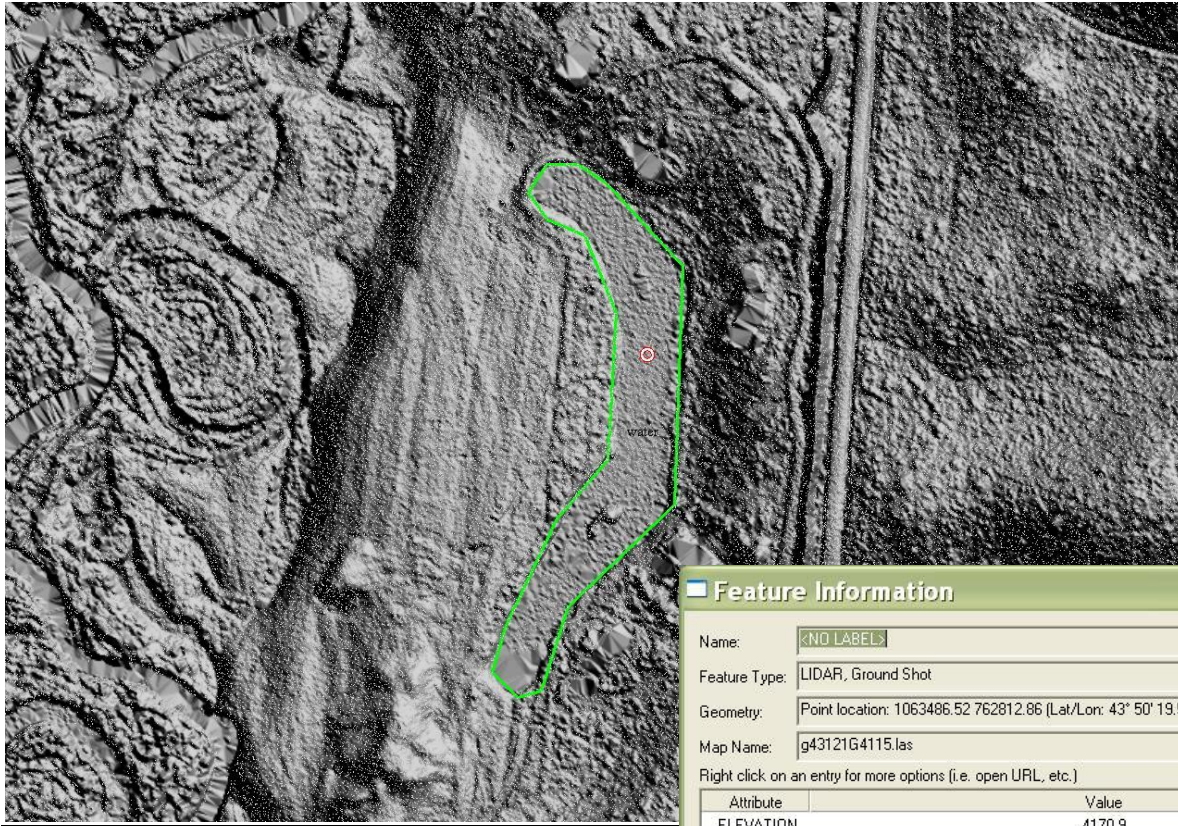 water
Feature Information
Name: <NO LABEL>
Feature Type: LIDAR, Ground Shot
Geometry: Point location: 1063486.52 762812.86 (Lat/Lon: 43° 50' 19.
Map Name: g43121G4115.las
Right click on an entry for more options (i.e. open URL, etc.)
Attribute Value
ELEVATION 4170.9